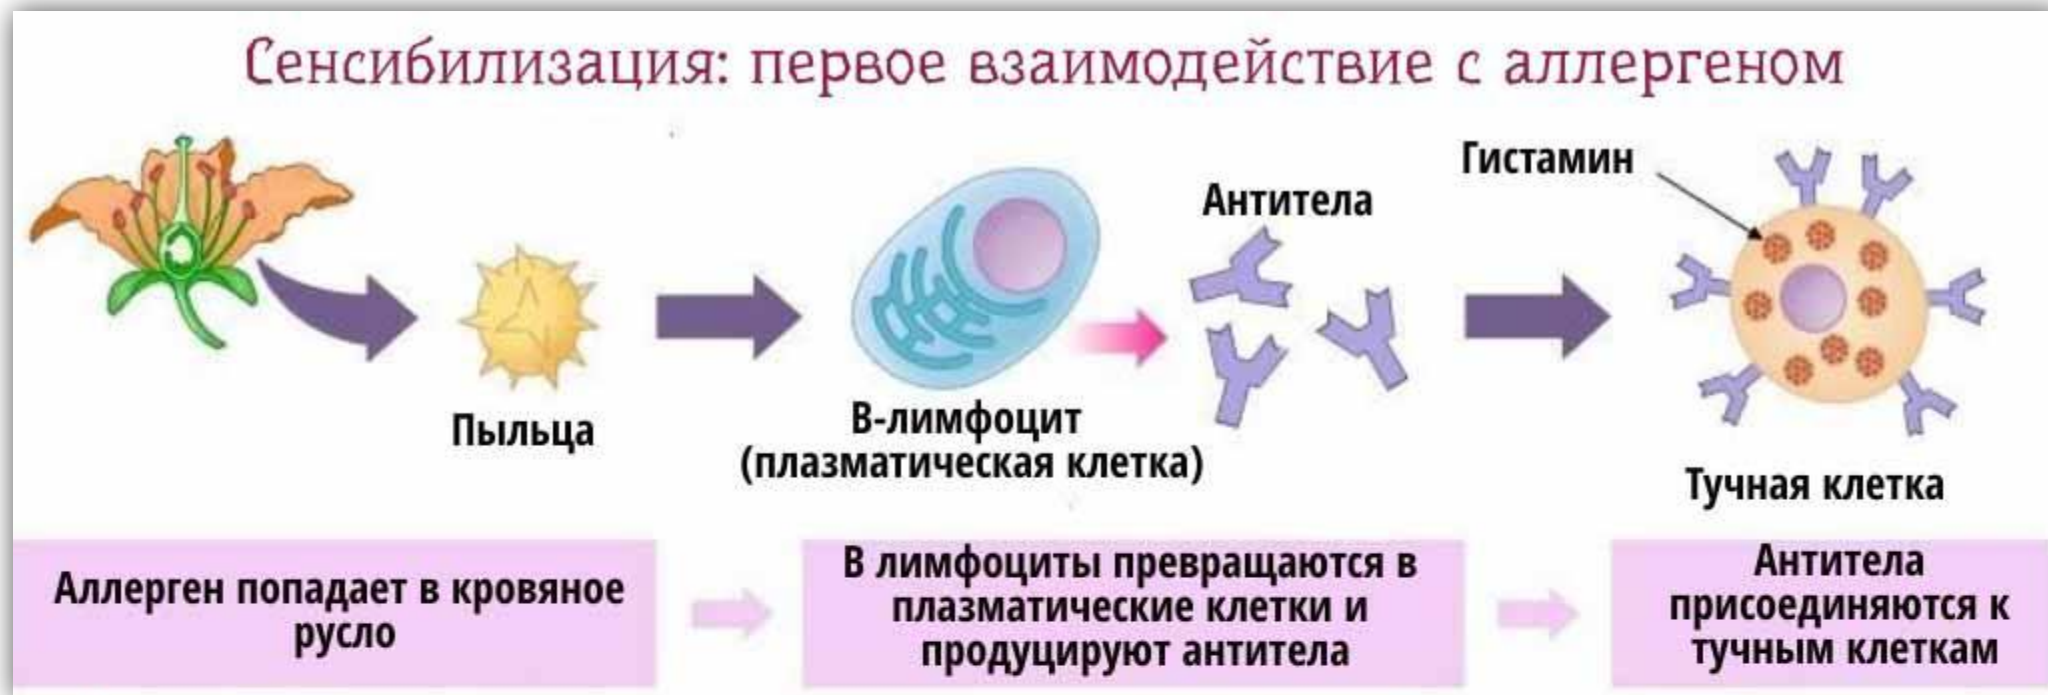 Сенсибилизация: первое взаимодействие с аллергеном
Гистамин
Антитела
Пыльца
В-лимфоцит
(плазматическая клетка)
Тучная клетка
Аллерген попадает в кровяное
русло
В лимфоциты превращаются в
плазматические клетки и
продуцируют антитела
Антитела
присоединяются к
тучным клеткам